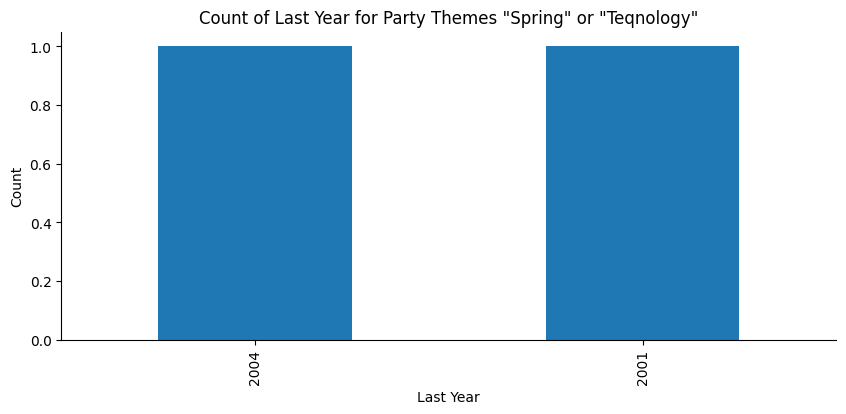 Count of Last Year for Party Themes "Spring" or "Teqnology"
1.0
0.8
0.6
0.4
0.2
0.0
Count
2004
2001
Last Year